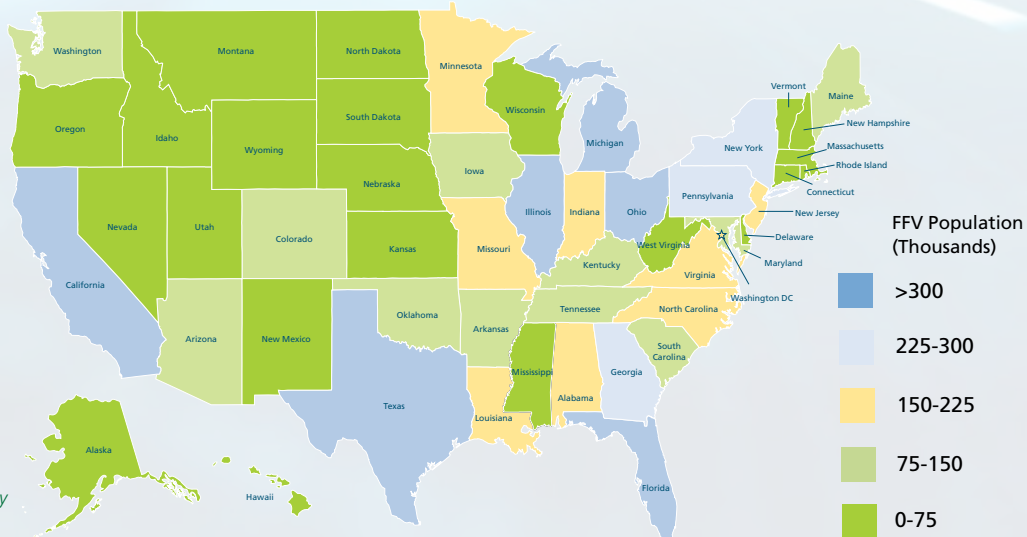 Washington
Montana
North Dakota
Minnesota
Vermont
Maine
Oregon
Idaho
Wyoming
South Dakota
Wisconsin
Michigan
New York
New Hampshire
Massachusetts
Rhode Island
Connecticut
Nebraska
Iowa
Illinois
Indiana
Ohio
Pennsylvania
New Jersey
Nevada
Utah
Colorado
Kansas
Missouri
Kentucky
West Virginia
Virginia
Delaware
Maryland
Washington DC
California
Arizona
New Mexico
Oklahoma
Arkansas
Tennessee
North Carolina
South
Carolina
Texas
Louisiana
Mississippi
Alabama
Georgia
Florida
Alaska
Hawaii
y
FFV Population
(Thousands)
>300
225-300
150-225
75-150
0-75